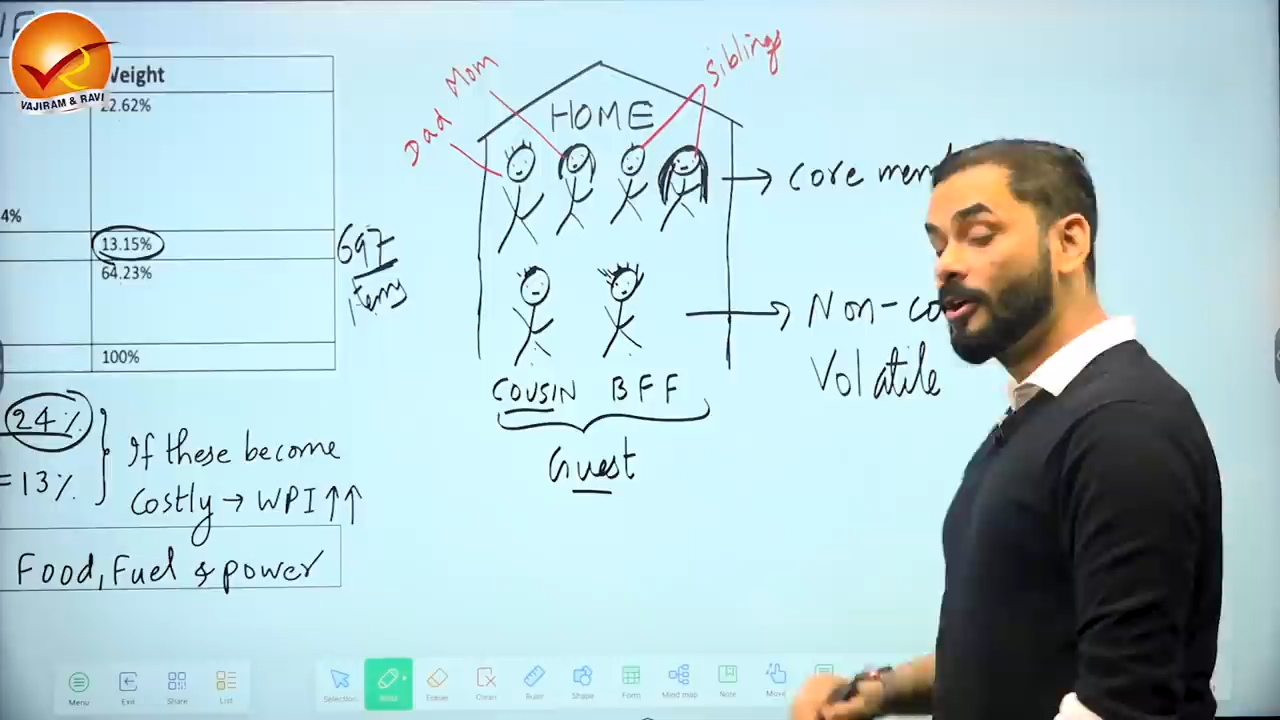 VAJIRAM & RAVI
Weight
22.62%
4%
13.15%
64.23%
100%
697
items
24%
=13%
If these become
Costly → WPI↑↑
Food, Fuel & power
Dad
Mom
Siblings
HOME
→ core mem
→ Non-co
Volatile
COUSIN BFF
Guest
Menu
Exit
Share
List
Selection
Eraser
Clean
Ruler
Shape
Form
Mind map
Note
Move